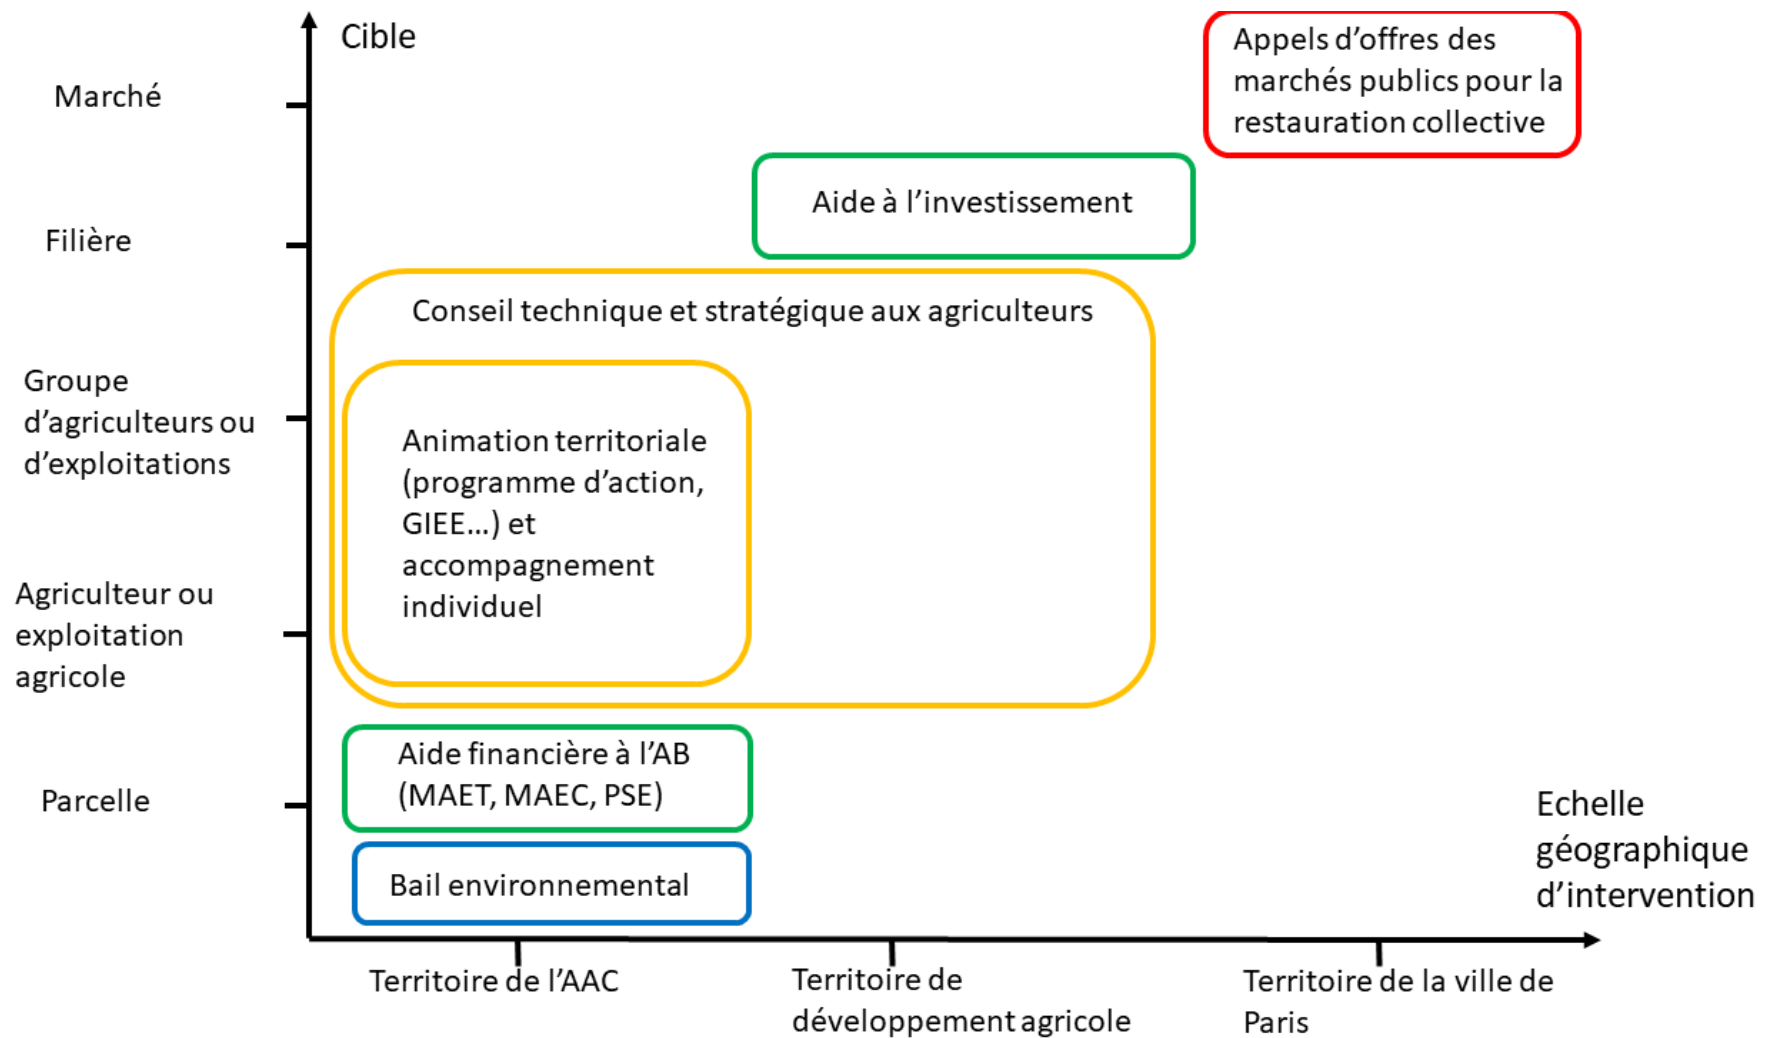 Cible
Marché
Filière
Groupe
d’agriculteurs ou
d’exploitations
Agriculteur ou
exploitation
agricole
Parcelle
Appels d’offres des
marchés publics pour la
restauration collective
Aide à l’investissement
Conseil technique et stratégique aux agriculteurs
Animation territoriale
(programme d’action,
GIEE...) et
accompagnement
individuel
Aide financière à l’AB
(MAET, MAEC, PSE)
Bail environnemental
Echelle
géographique
d’intervention
Territoire de l’AAC
Territoire de
développement agricole
Territoire de la ville de
Paris